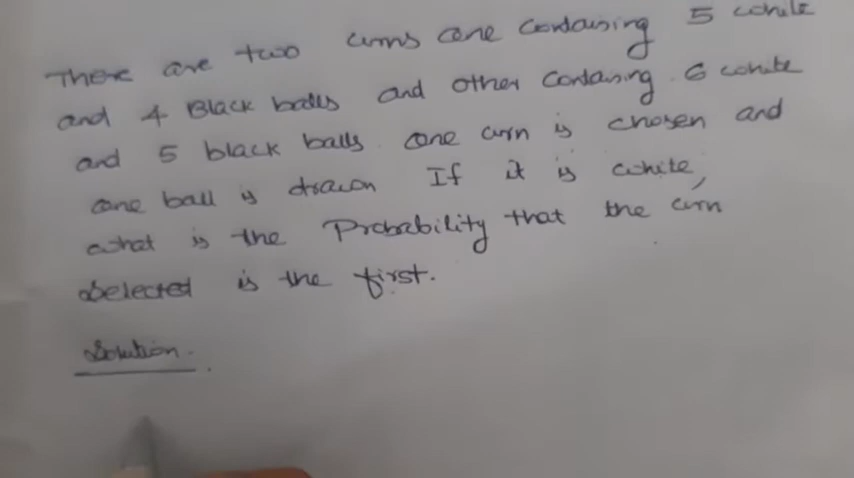 There are two urns one containing 5 white
and 4 Black balls and other Contaning 6 white
and 5 black balls one urn is chosen and
one ball is drawn If it is white,
what is the Probability that the urn
Selected is the first.
Solution.